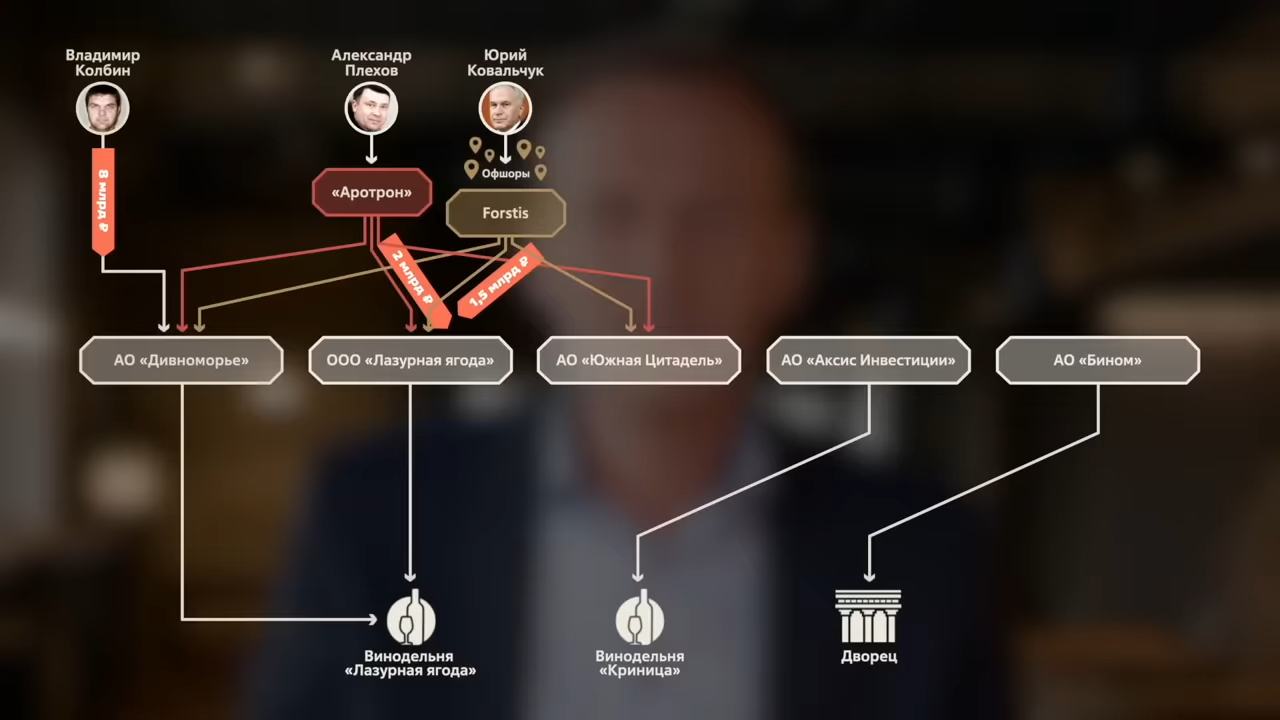 Владимир
Колбин
Александр
Плехов
Юрий
Ковальчук
Офшоры
8 млрд ₽
«Аротрон»
Forstis
2 млрд ₽
1,5 млрд ₽
АО «Дивноморье»
ООО «Лазурная ягода»
АО «Южная Цитадель»
АО «Аксис Инвестиции»
АО «Бином»
Винодельня
«Лазурная ягода»
Винодельня
«Криница»
Дворец